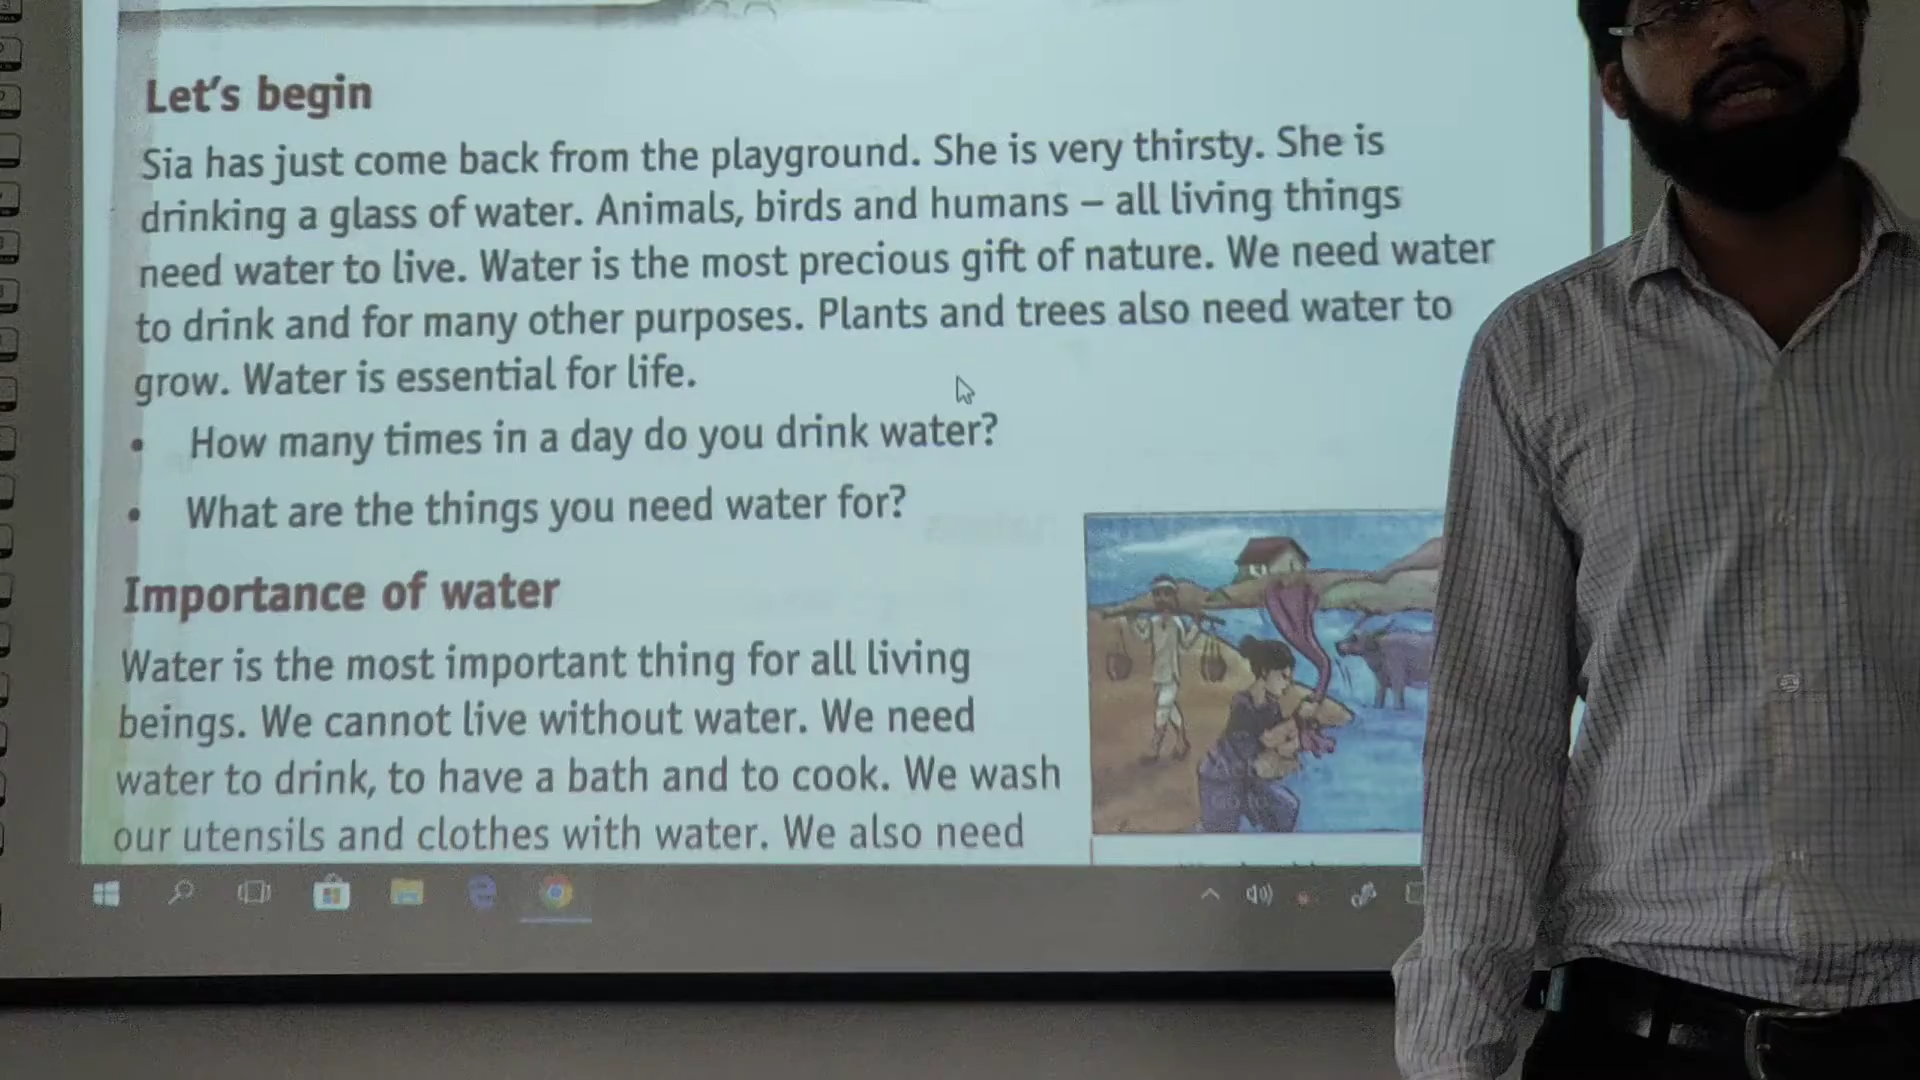 Let's begin
Sia has just come back from the playground. She is very thirsty. She is
drinking a glass of water. Animals, birds and humans – all living things
need water to live. Water is the most precious gift of nature. We need water
to drink and for many other purposes. Plants and trees also need water to
grow. Water is essential for life.
• How many times in a day do you drink water?
• What are the things you need water for?
Importance of water
Water is the most important thing for all living
beings. We cannot live without water. We need
water to drink, to have a bath and to cook. We wash
our utensils and clothes with water. We also need